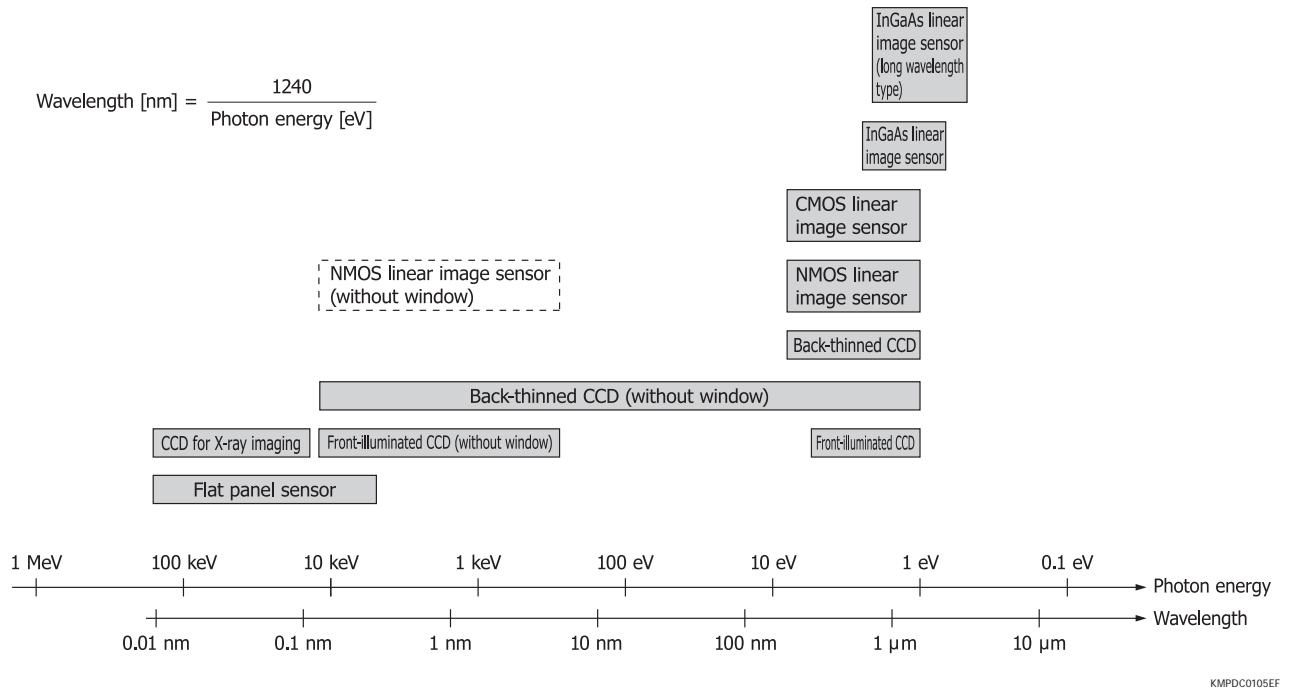 InGaAs linear
image sensor
(long wavelength
type)
Wavelength [nm] = 1240
Photon energy [eV]
InGaAs linear
image sensor
CMOS linear
image sensor
NMOS linear image sensor
(without window)
NMOS linear
image sensor
Back-thinned CCD
Back-thinned CCD (without window)
CCD for X-ray imaging
Front-illuminated CCD (without window)
Front-illuminated CCD
Flat panel sensor
1 MeV 100 keV 10 keV 1 keV 100 eV 10 eV 1 eV 0.1 eV
Photon energy
Wavelength
0.01 nm 0.1 nm 1 nm 10 nm 100 nm 1 µm 10 µm
KMPDC0105EF